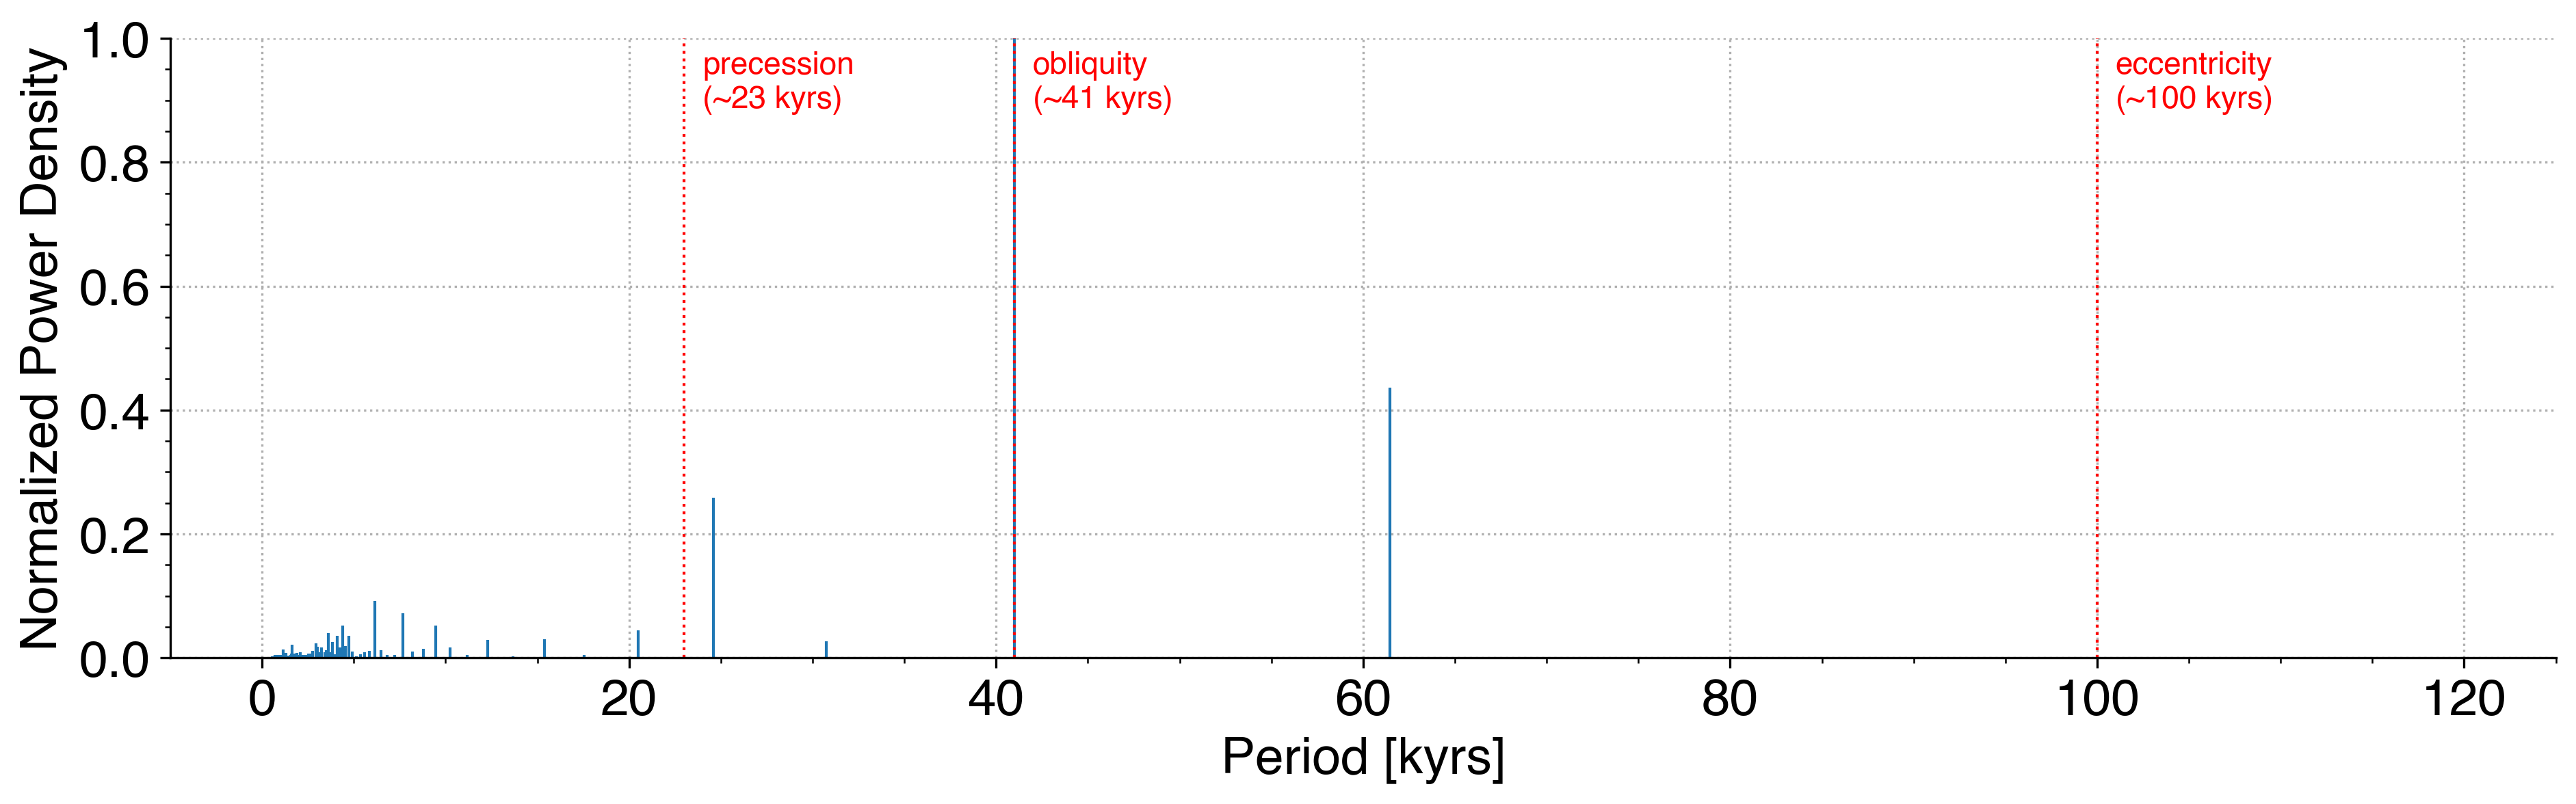 Normalized Power Density
1.0
0.8
0.6
0.4
0.2
0.0
precession
(~23 kyrs)
obliquity
(~41 kyrs)
eccentricity
(~100 kyrs)
0
20
40
60
80
100
120
Period [kyrs]